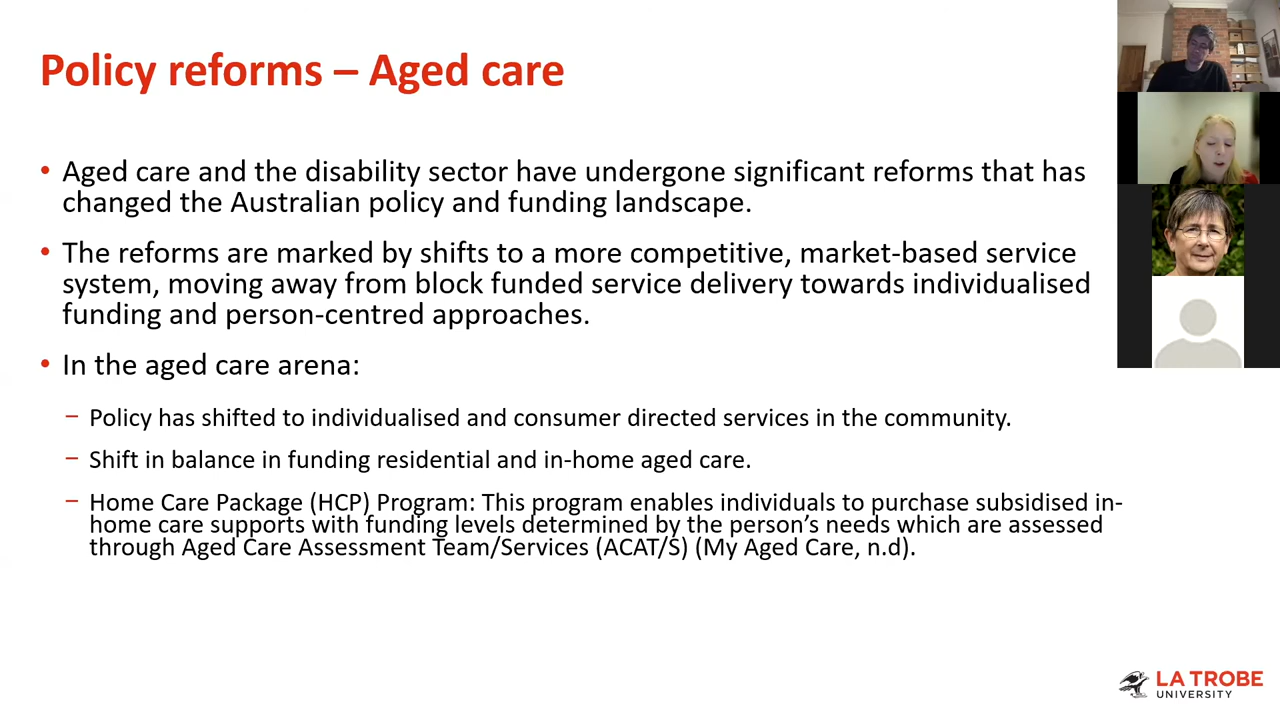 Policy reforms – Aged care
• Aged care and the disability sector have undergone significant reforms that has
changed the Australian policy and funding landscape.
• The reforms are marked by shifts to a more competitive, market-based service
system, moving away from block funded service delivery towards individualised
funding and person-centred approaches.
• In the aged care arena:
– Policy has shifted to individualised and consumer directed services in the community.
– Shift in balance in funding residential and in-home aged care.
– Home Care Package (HCP) Program: This program enables individuals to purchase subsidised in-
home care supports with funding levels determined by the person's needs which are assessed
through Aged Care Assessment Team/Services (ACAT/S) (My Aged Care, n.d).
LA TROBE
UNIVERSITY